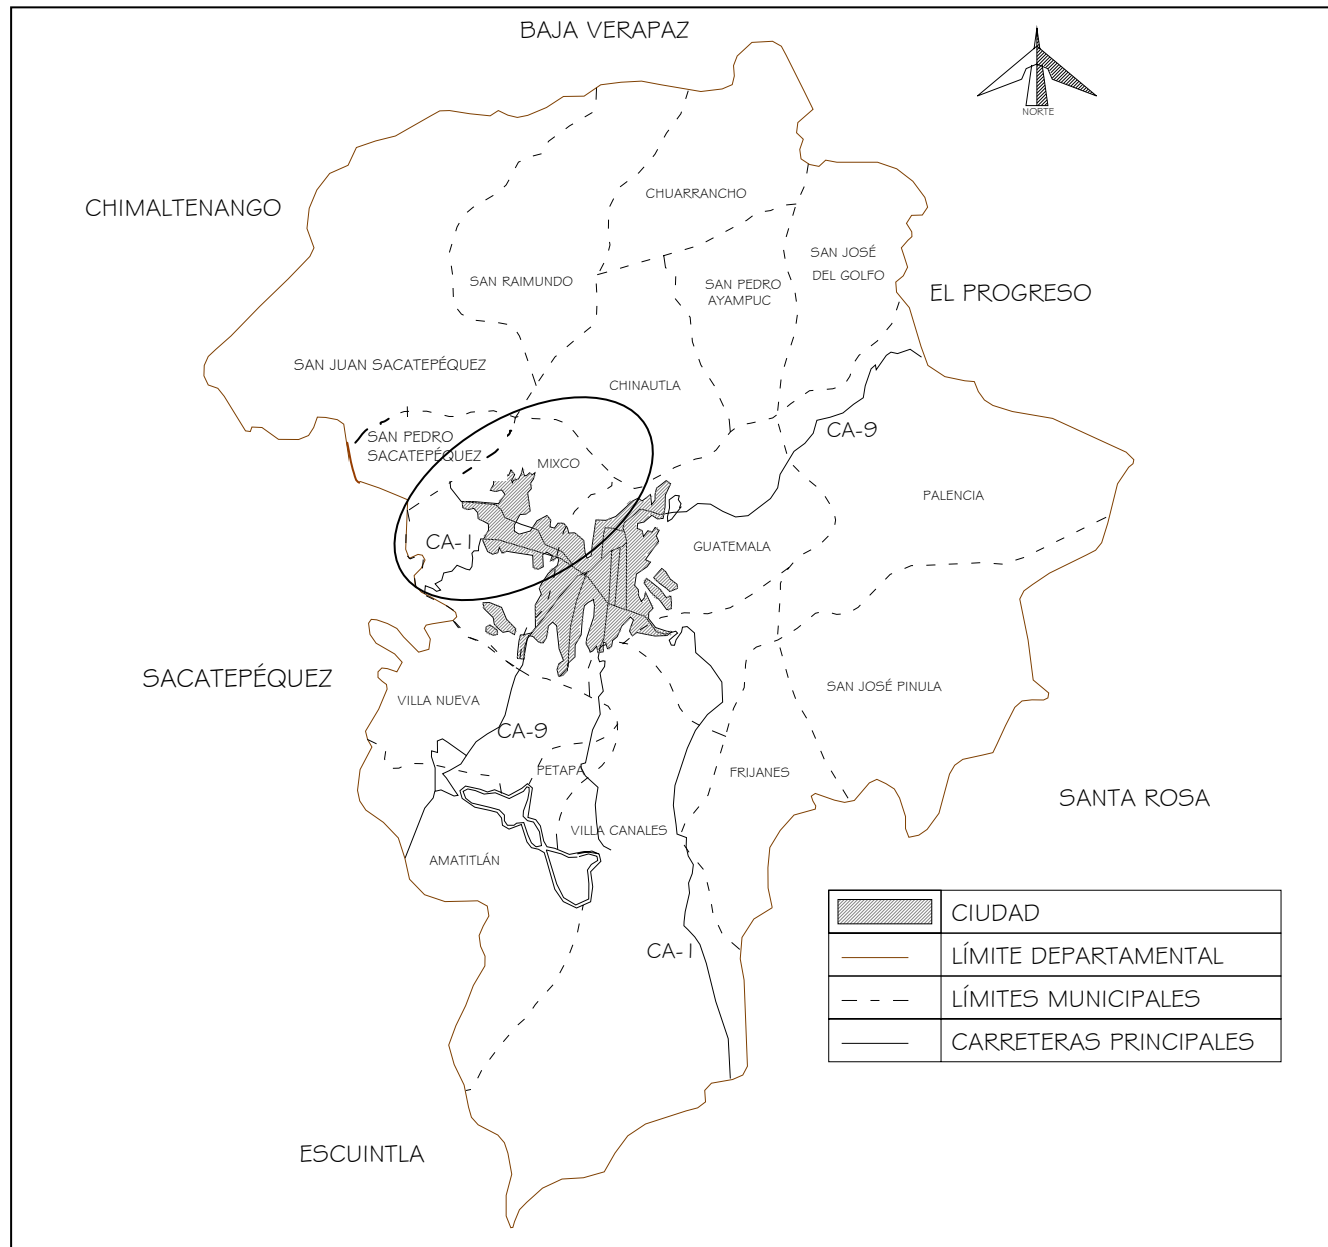 BAJA VERAPAZ
NORTE
CHUARRANCHO
CHIMALTENANGO
SAN JOSÉ
DEL GOLFO
SAN RAIMUNDO
SAN PEDRO
AYAMPUC
EL PROGRESO
SAN JUAN SACATEPÉQUEZ
CHINAUTLA
CA-9
SAN PEDRO
SACATEPÉQUEZ
MIXCO
PALENCIA
CA-1
GUATEMALA
SACATEPÉQUEZ
SAN JOSÉ PINULA
VILLA NUEVA
CA-9
PETAPA
FRIJANES
SANTA ROSA
VILLA CANALES
AMATITLÁN
CA-1
CIUDAD
LÍMITE DEPARTAMENTAL
LÍMITES MUNICIPALES
CARRETERAS PRINCIPALES
ESCUINTLA